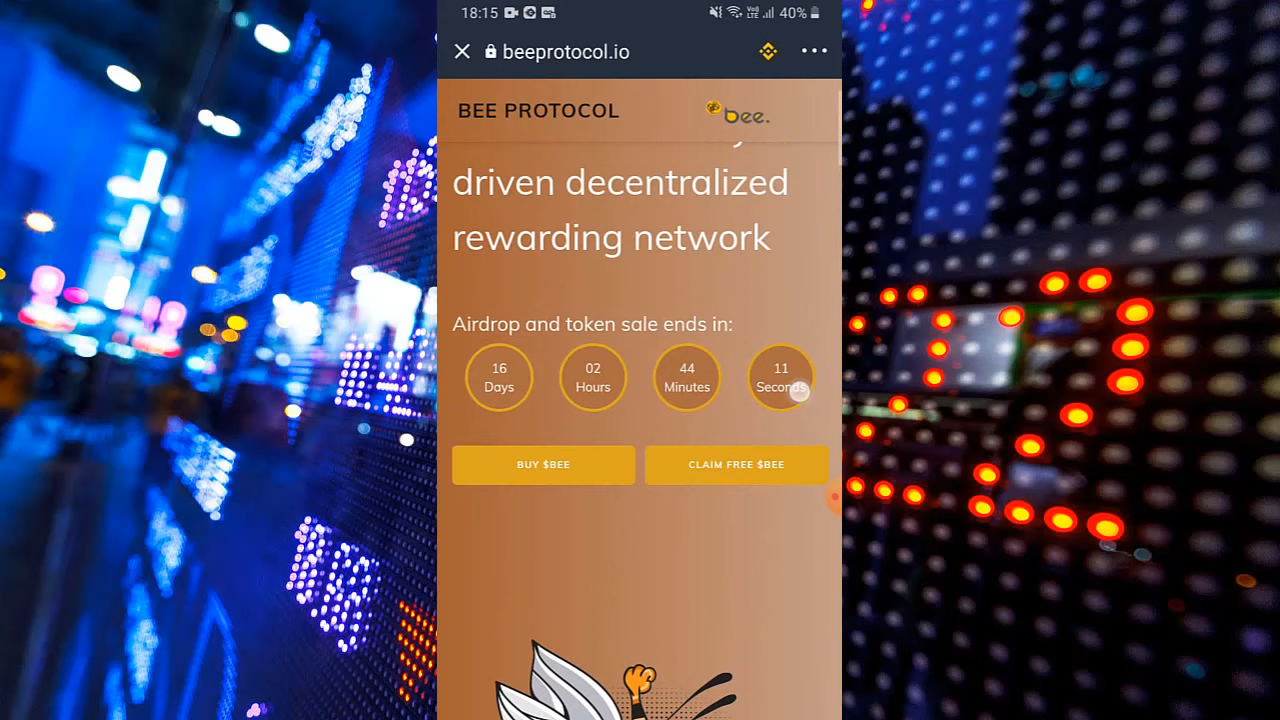 18:15 40%
beeprotocol.io
BEE PROTOCOL bee.
driven decentralized
rewarding network
Airdrop and token sale ends in:
16 02 44 11
Days Hours Minutes Seconds
BUY $BEE CLAIM FREE $BEE